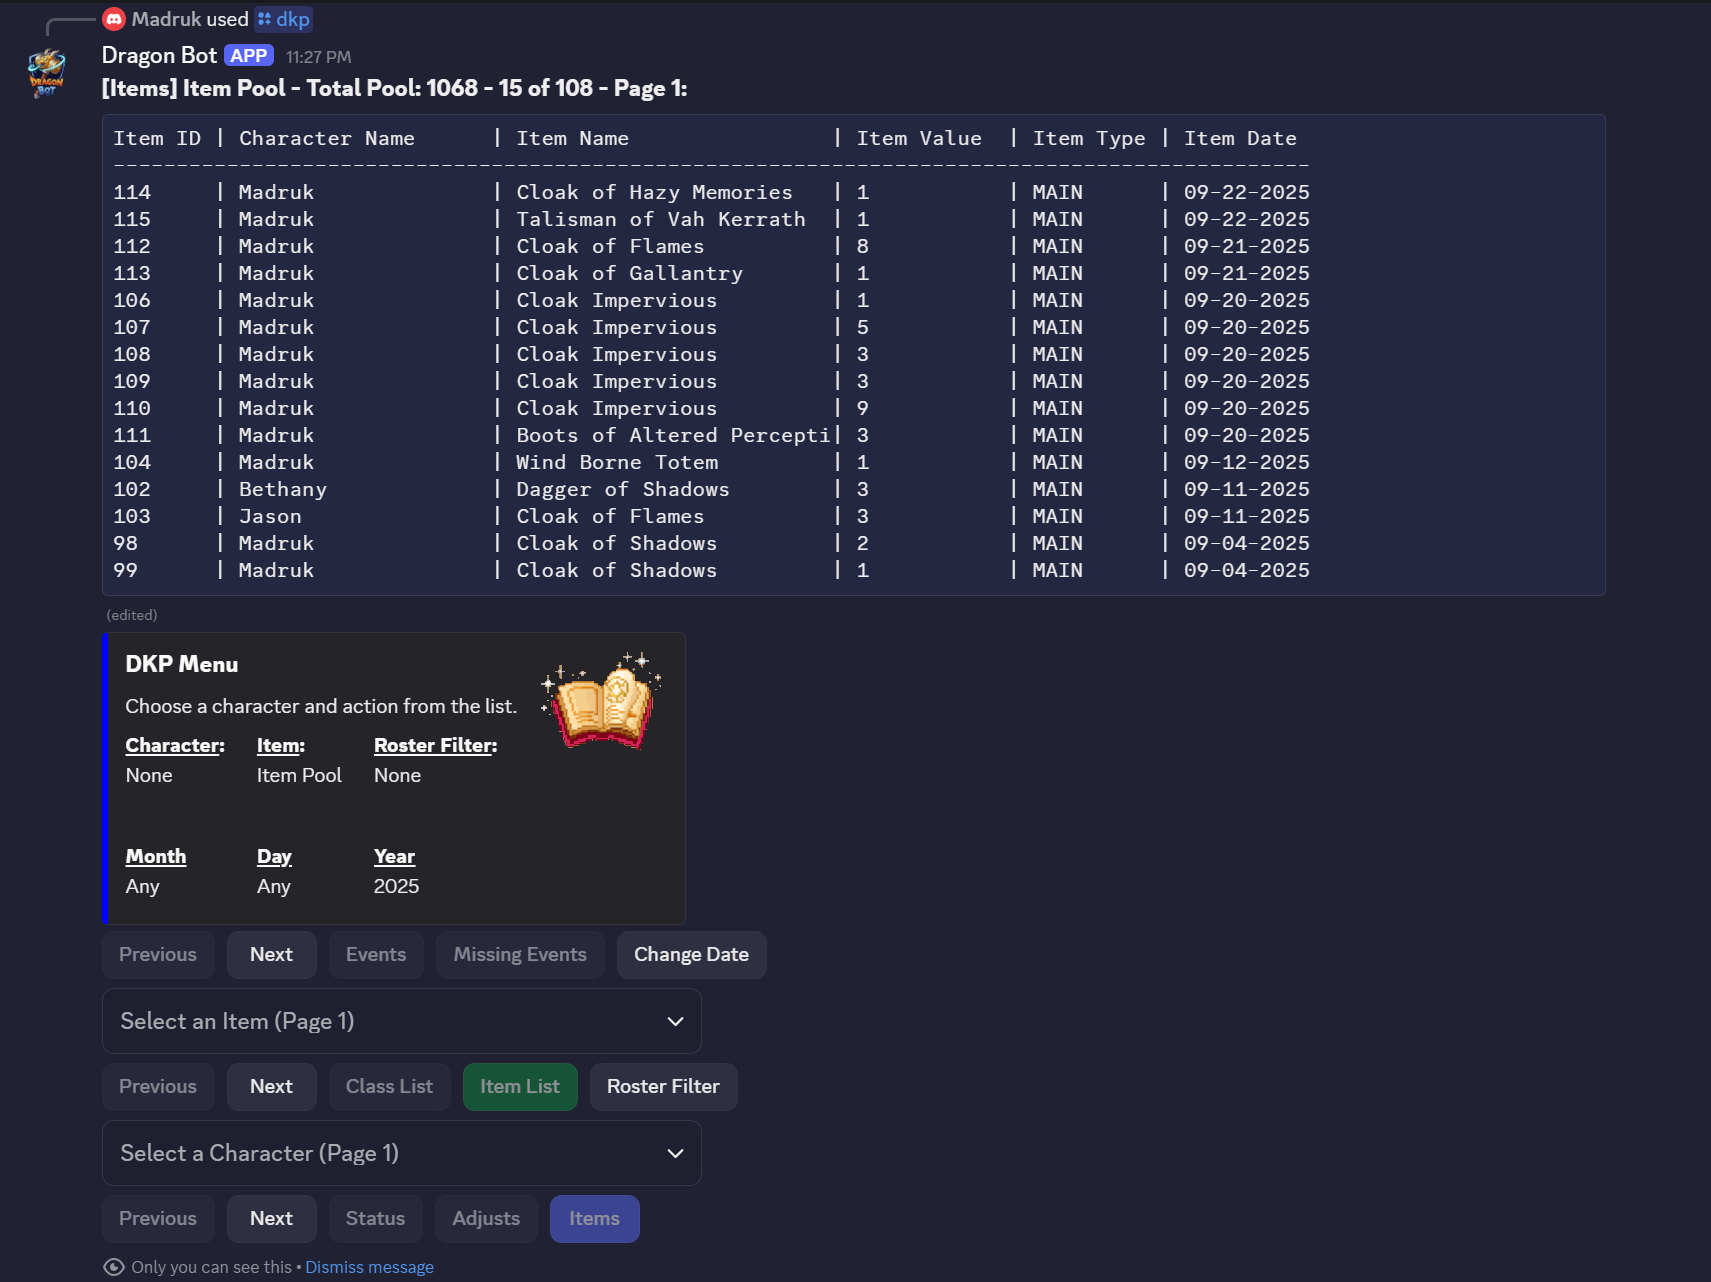 Madruk used dkp
Dragon Bot APP 11:27 PM
DRAGON
BOT
[Items] Item Pool - Total Pool: 1068 - 15 of 108 - Page 1:
Item ID | Character Name | Item Name | Item Value | Item Type | Item Date
-----------------------------------------------------------------------------------------------
114 | Madruk | Cloak of Hazy Memories | 1 | MAIN | 09-22-2025
115 | Madruk | Talisman of Vah Kerrath | 1 | MAIN | 09-22-2025
112 | Madruk | Cloak of Flames | 8 | MAIN | 09-21-2025
113 | Madruk | Cloak of Gallantry | 1 | MAIN | 09-21-2025
106 | Madruk | Cloak Impervious | 1 | MAIN | 09-20-2025
107 | Madruk | Cloak Impervious | 5 | MAIN | 09-20-2025
108 | Madruk | Cloak Impervious | 3 | MAIN | 09-20-2025
109 | Madruk | Cloak Impervious | 3 | MAIN | 09-20-2025
110 | Madruk | Cloak Impervious | 9 | MAIN | 09-20-2025
111 | Madruk | Boots of Altered Percepti| 3 | MAIN | 09-20-2025
104 | Madruk | Wind Borne Totem | 1 | MAIN | 09-12-2025
102 | Bethany | Dagger of Shadows | 3 | MAIN | 09-11-2025
103 | Jason | Cloak of Flames | 3 | MAIN | 09-11-2025
98 | Madruk | Cloak of Shadows | 2 | MAIN | 09-04-2025
99 | Madruk | Cloak of Shadows | 1 | MAIN | 09-04-2025
(edited)
DKP Menu
Choose a character and action from the list.
Character: Item: Roster Filter:
None Item Pool None
Month Day Year
Any Any 2025
Previous Next Events Missing Events Change Date
Select an Item (Page 1)
Previous Next Class List Item List Roster Filter
Select a Character (Page 1)
Previous Next Status Adjusts Items
Only you can see this • Dismiss message